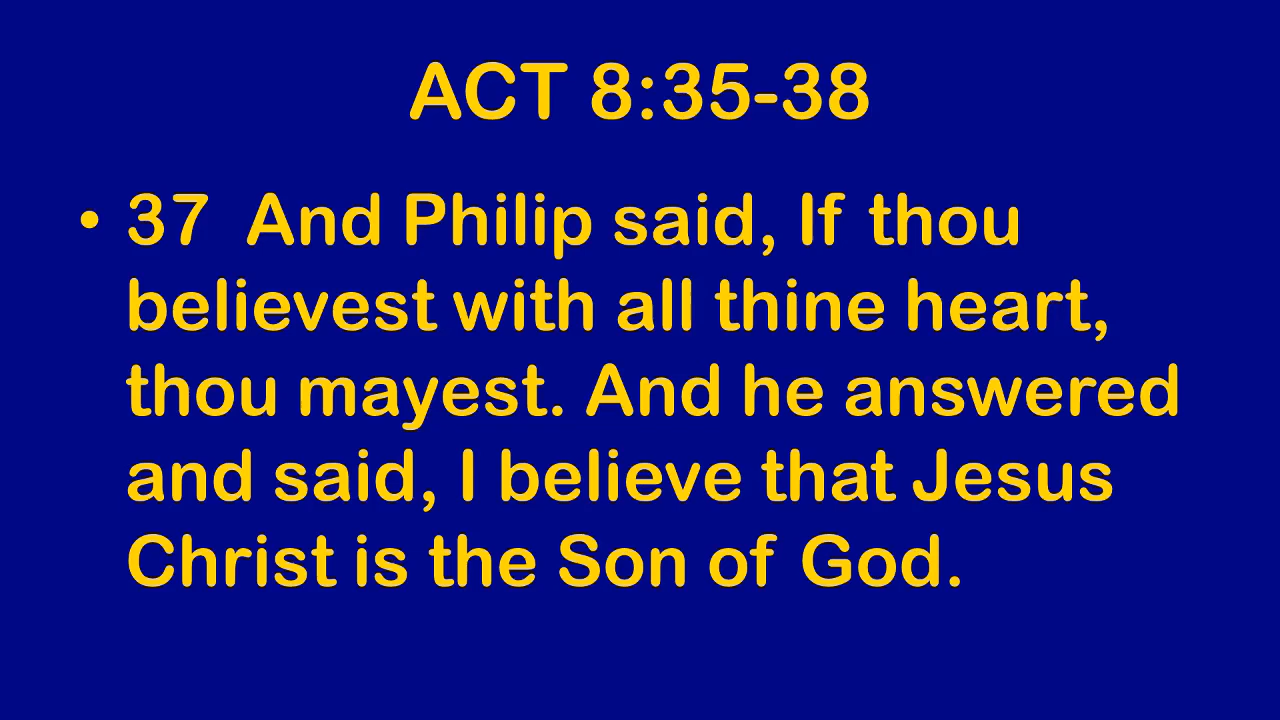 ACT 8:35-38
• 37  And Philip said, If thou
believest with all thine heart,
thou mayest. And he answered
and said, I believe that Jesus
Christ is the Son of God.